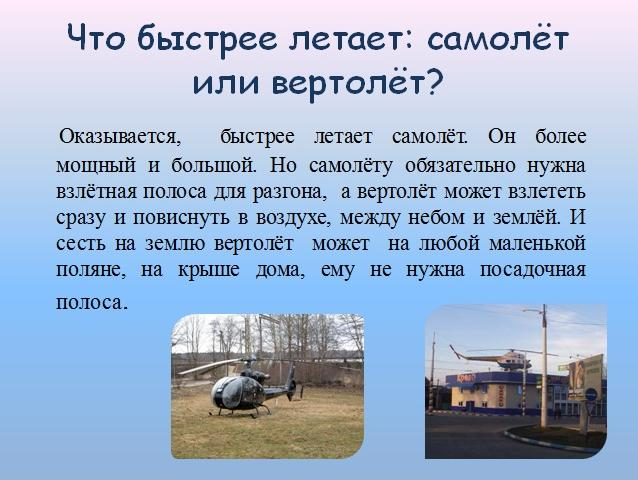 Что быстрее летает: самолёт
или вертолёт?
Оказывается, быстрее летает самолёт. Он более
мощный и большой. Но самолёту обязательно нужна
взлётная полоса для разгона, а вертолёт может взлететь
сразу и повиснуть в воздухе, между небом и землёй. И
сесть на землю вертолёт может на любой маленькой
поляне, на крыше дома, ему не нужна посадочная
полоса.